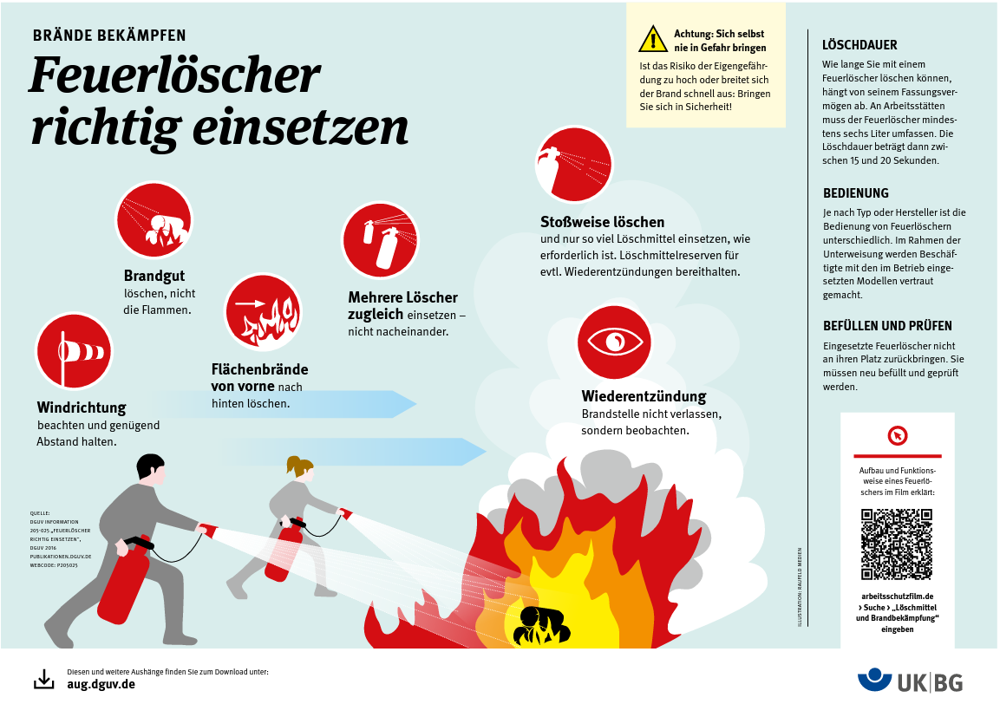 BRÄNDE BEKÄMPFEN
Feuerlöscher
richtig einsetzen
Achtung: Sich selbst
nie in Gefahr bringen
Ist das Risiko der Eigengefähr-
dung zu hoch oder breitet sich
der Brand schnell aus: Bringen
Sie sich in Sicherheit!
Brandgut
löschen, nicht
die Flammen.
Windrichtung
beachten und genügend
Abstand halten.
Flächenbrände
von vorne nach
hinten löschen.
Mehrere Löscher
zugleich einsetzen –
nicht nacheinander.
Stoßweise löschen
und nur so viel Löschmittel einsetzen, wie
erforderlich ist. Löschmittelreserven für
evtl. Wiederentzündungen bereithalten.
Wiederentzündung
Brandstelle nicht verlassen,
sondern beobachten.
QUELLE:
DGUV INFORMATION
205-025 „FEUERLÖSCHER
RICHTIG EINSETZEN“,
DGUV 2016
PUBLIKATIONEN.DGUV.DE
WEBCODE: P205025
ILLUSTRATION: RAUFELD MEDIEN
LÖSCHDAUER
Wie lange Sie mit einem
Feuerlöscher löschen können,
hängt von seinem Fassungsver-
mögen ab. An Arbeitsstätten
muss der Feuerlöscher mindes-
tens sechs Liter umfassen. Die
Löschdauer beträgt dann zwi-
schen 15 und 20 Sekunden.
BEDIENUNG
Je nach Typ oder Hersteller ist die
Bedienung von Feuerlöschern
unterschiedlich. Im Rahmen der
Unterweisung werden Beschäf-
tigte mit den im Betrieb einge-
setzten Modellen vertraut
gemacht.
BEFÜLLEN UND PRÜFEN
Eingesetzte Feuerlöscher nicht
an ihren Platz zurückbringen. Sie
müssen neu befüllt und geprüft
werden.
Aufbau und Funktions-
weise eines Feuerlö-
schers im Film erklärt:
arbeitsschutzfilm.de
> Suche > „Löschmittel
und Brandbekämpfung“
eingeben
Diesen und weitere Aushänge finden Sie zum Download unter:
aug.dguv.de
UK|BG